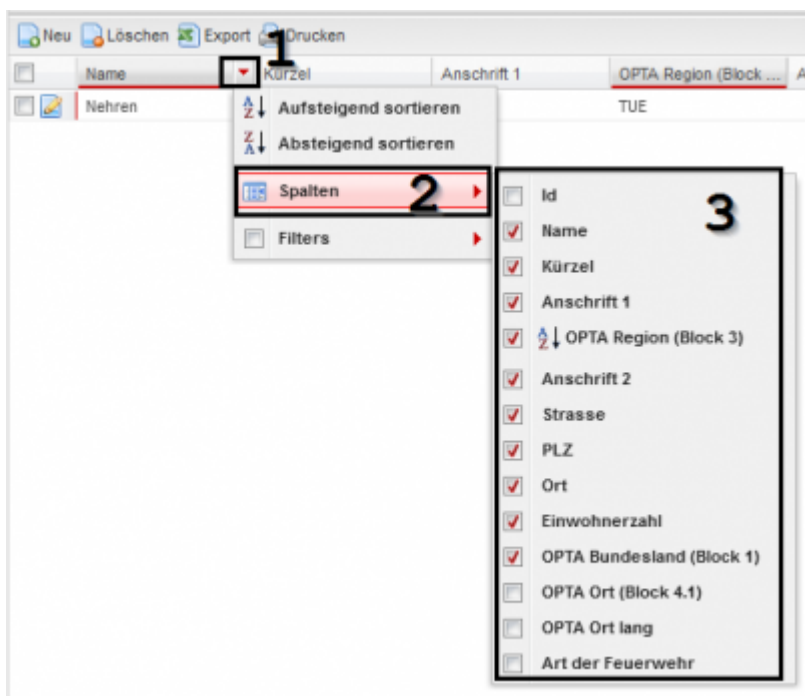 Neu Löschen Export Drucken
1
Name Kürzel Anschrift 1 OPTA Region (Block ... A
Nehren TUE
Aufsteigend sortieren
Absteigend sortieren
Spalten 2
Filters
3
Id
Name
Kürzel
Anschrift 1
OPTA Region (Block 3)
Anschrift 2
Strasse
PLZ
Ort
Einwohnerzahl
OPTA Bundesland (Block 1)
OPTA Ort (Block 4.1)
OPTA Ort lang
Art der Feuerwehr